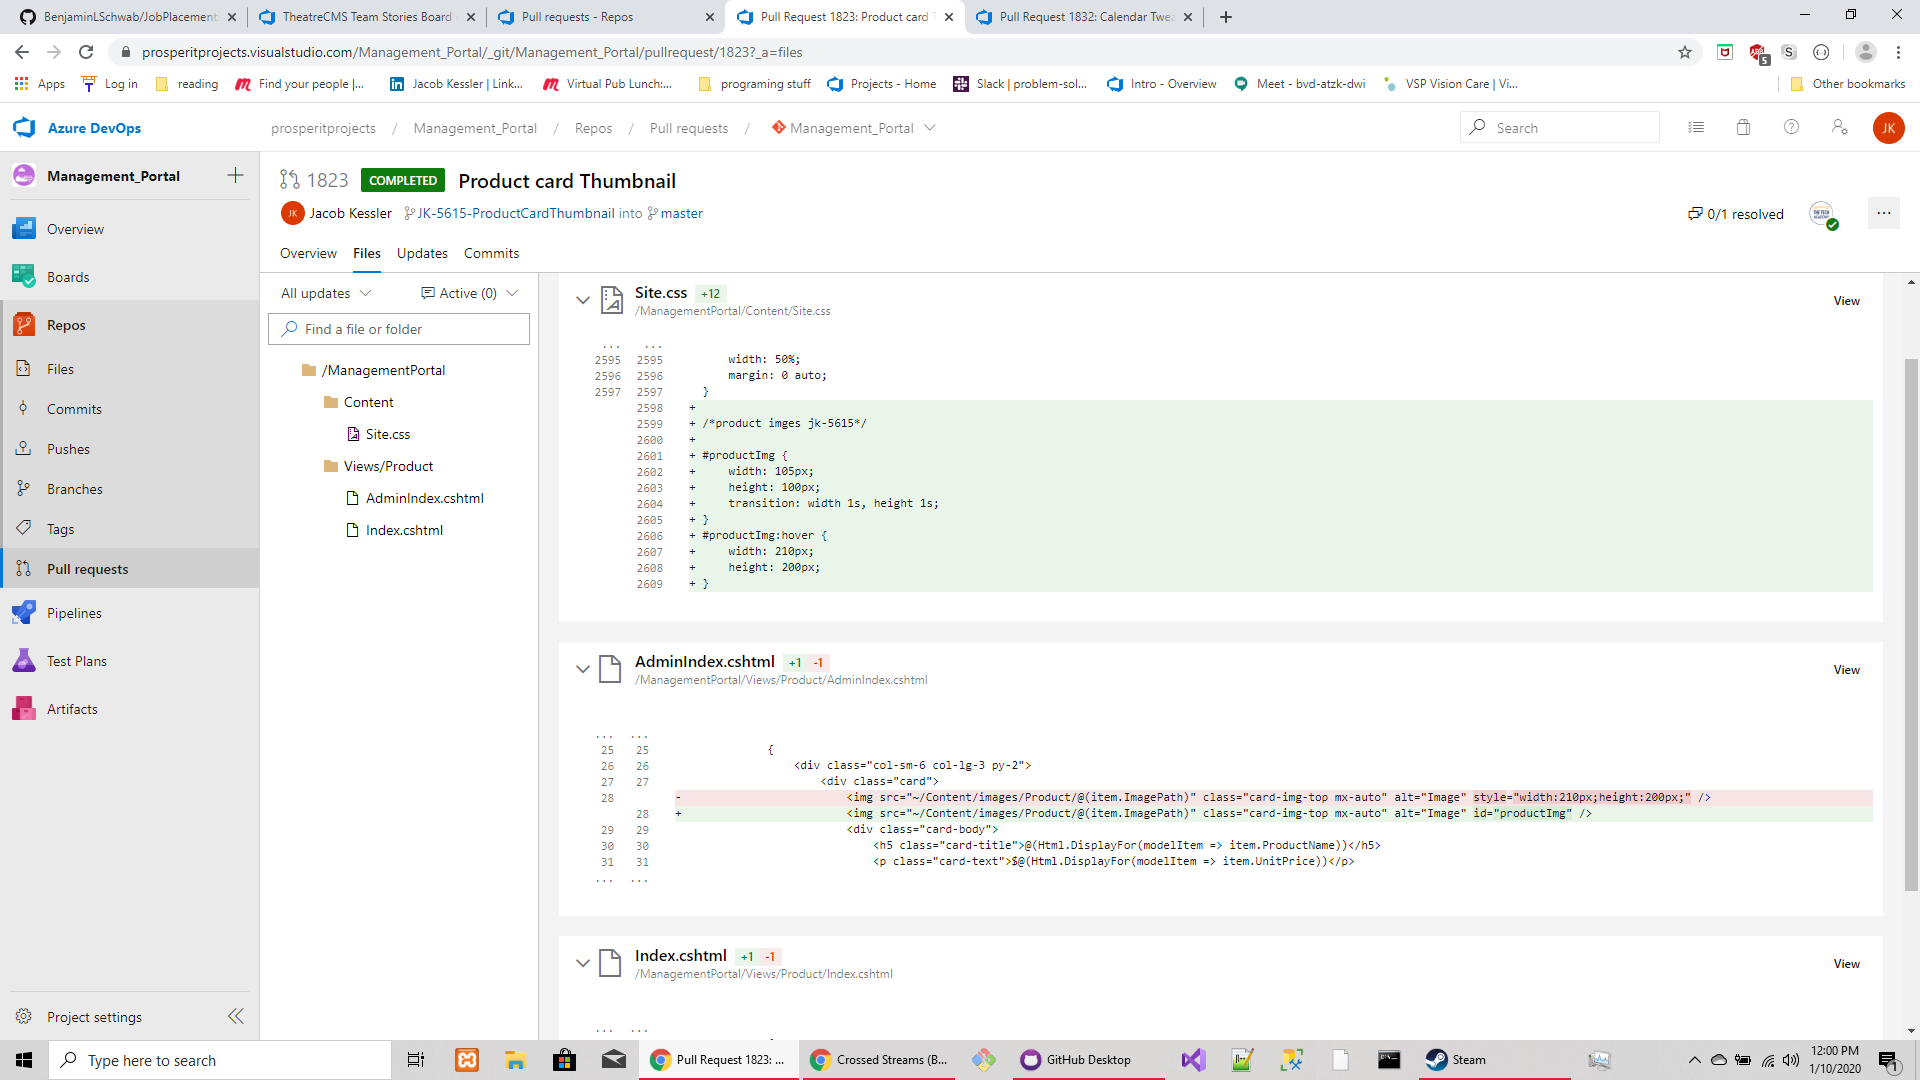 BenjaminLSchwab/JobPlacement
TheatreCMS Team Stories Board
Pull requests - Repos
Pull Request 1823: Product card T
Pull Request 1832: Calendar Twe
prosperitprojects.visualstudio.com/Management_Portal/_git/Management_Portal/pullrequest/1823?_a=files
5
S
Apps
Log in
reading
Find your people |...
Jacob Kessler | Link...
Virtual Pub Lunch:...
programing stuff
Projects - Home
Slack | problem-sol...
Intro - Overview
Meet - bvd-atzk-dwi
VSP Vision Care | Vi...
Other bookmarks
Azure DevOps
prosperitprojects / Management_Portal / Repos / Pull requests / Management_Portal
Search
JK
Management_Portal
1823 COMPLETED Product card Thumbnail
JK Jacob Kessler JK-5615-ProductCardThumbnail into master
0/1 resolved
Overview Files Updates Commits
Overview
Boards
Repos
Files
Commits
Pushes
Branches
Tags
Pull requests
Pipelines
Test Plans
Artifacts
Project settings
All updates
Active (0)
Find a file or folder
/ManagementPortal
Content
Site.css
Views/Product
AdminIndex.cshtml
Index.cshtml
Site.css +12
/ManagementPortal/Content/Site.css
View
... ...
2595 2595 width: 50%;
2596 2596 margin: 0 auto;
2597 2597 }
2598 +
2599 + /*product imges jk-5615*/
2600 +
2601 + #productImg {
2602 + width: 105px;
2603 + height: 100px;
2604 + transition: width 1s, height 1s;
2605 + }
2606 + #productImg:hover {
2607 + width: 210px;
2608 + height: 200px;
2609 + }
AdminIndex.cshtml +1 -1
/ManagementPortal/Views/Product/AdminIndex.cshtml
View
... ...
25 25 {
26 26 <div class="col-sm-6 col-lg-3 py-2">
27 27 <div class="card">
28 - <img src="~/Content/images/Product/@(item.ImagePath)" class="card-img-top mx-auto" alt="Image" style="width:210px;height:200px;" />
28 + <img src="~/Content/images/Product/@(item.ImagePath)" class="card-img-top mx-auto" alt="Image" id="productImg" />
29 29 <div class="card-body">
30 30 <h5 class="card-title">@(Html.DisplayFor(modelItem => item.ProductName))</h5>
31 31 <p class="card-text">$@(Html.DisplayFor(modelItem => item.UnitPrice))</p>
... ...
Index.cshtml +1 -1
/ManagementPortal/Views/Product/Index.cshtml
View
... ...
Type here to search
Pull Request 1823: ...
Crossed Streams (B...
GitHub Desktop
Steam
12:00 PM
1/10/2020
1